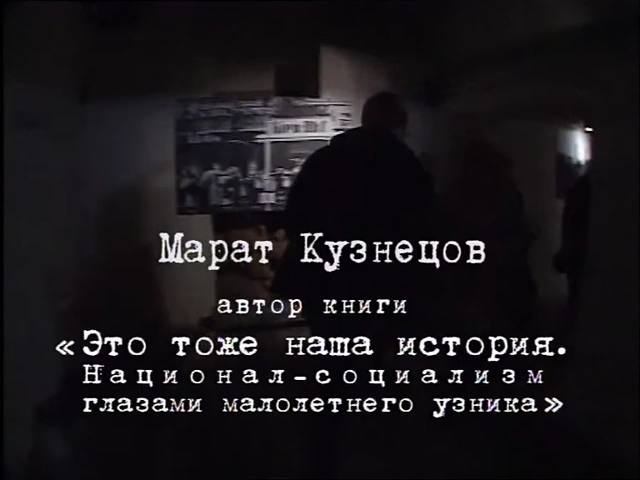 Марат Кузнецов
автор книги
«Это тоже наша история.
Национал-социализм
глазами малолетнего узника»